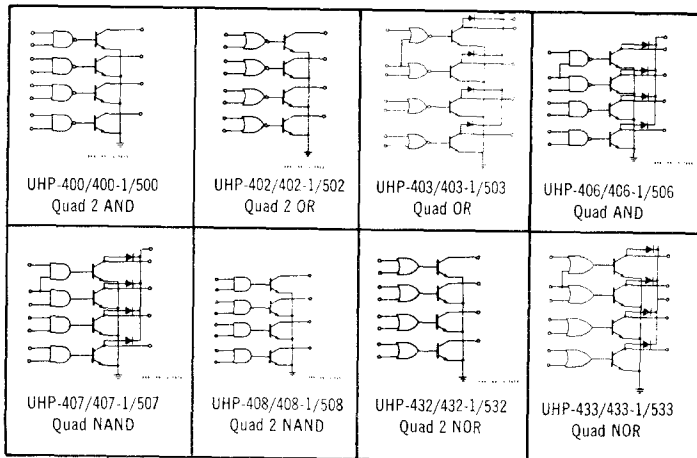 UHP-400/400-1/500
Quad 2 AND
UHP-402/402-1/502
Quad 2 OR
UHP-403/403-1/503
Quad OR
UHP-406/406-1/506
Quad AND
UHP-407/407-1/507
Quad NAND
UHP-408/408-1/508
Quad 2 NAND
UHP-432/432-1/532
Quad 2 NOR
UHP-433/433-1/533
Quad NOR